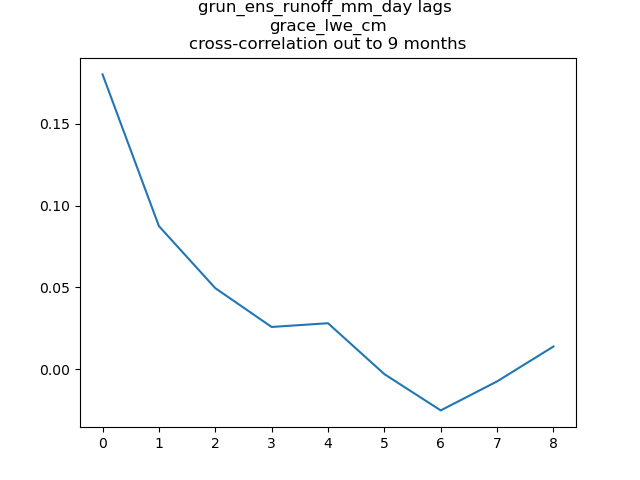 grun_ens_runoff_mm_day lags
grace_lwe_cm
cross-correlation out to 9 months
0.15
0.10
0.05
0.00
0 1 2 3 4 5 6 7 8